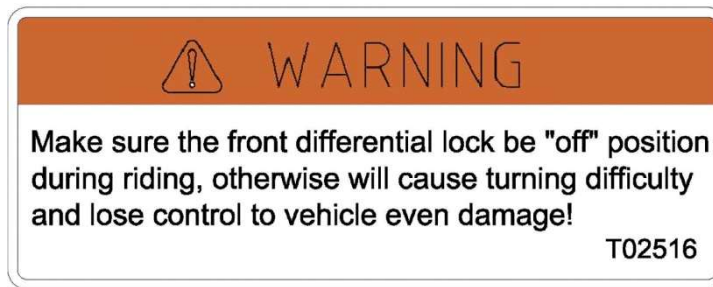 WARNING
Make sure the front differential lock be "off" position
during riding, otherwise will cause turning difficulty
and lose control to vehicle even damage!
T02516